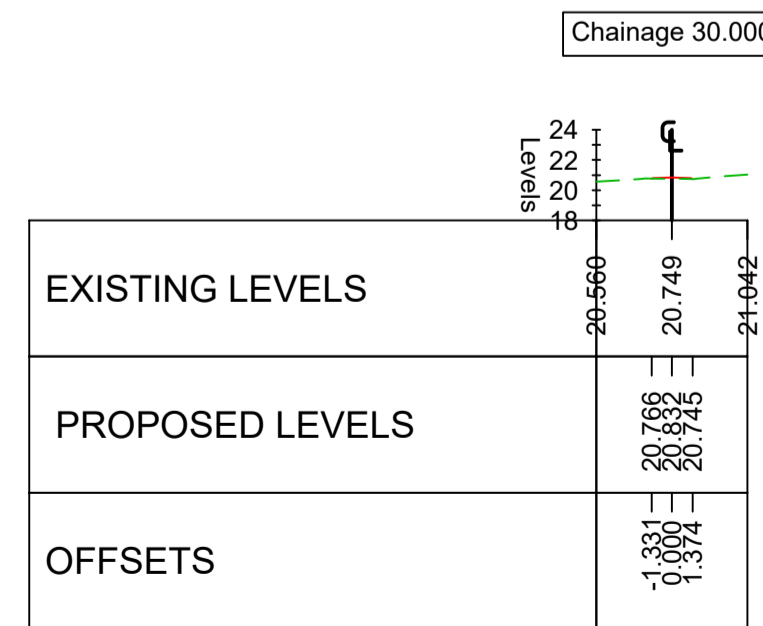 Chainage 30.000
Levels
24
22
20
18
EXISTING LEVELS
20.560
20.749
21.042
PROPOSED LEVELS
20.766
20.832
20.745
OFFSETS
-1.331
0.000
1.374